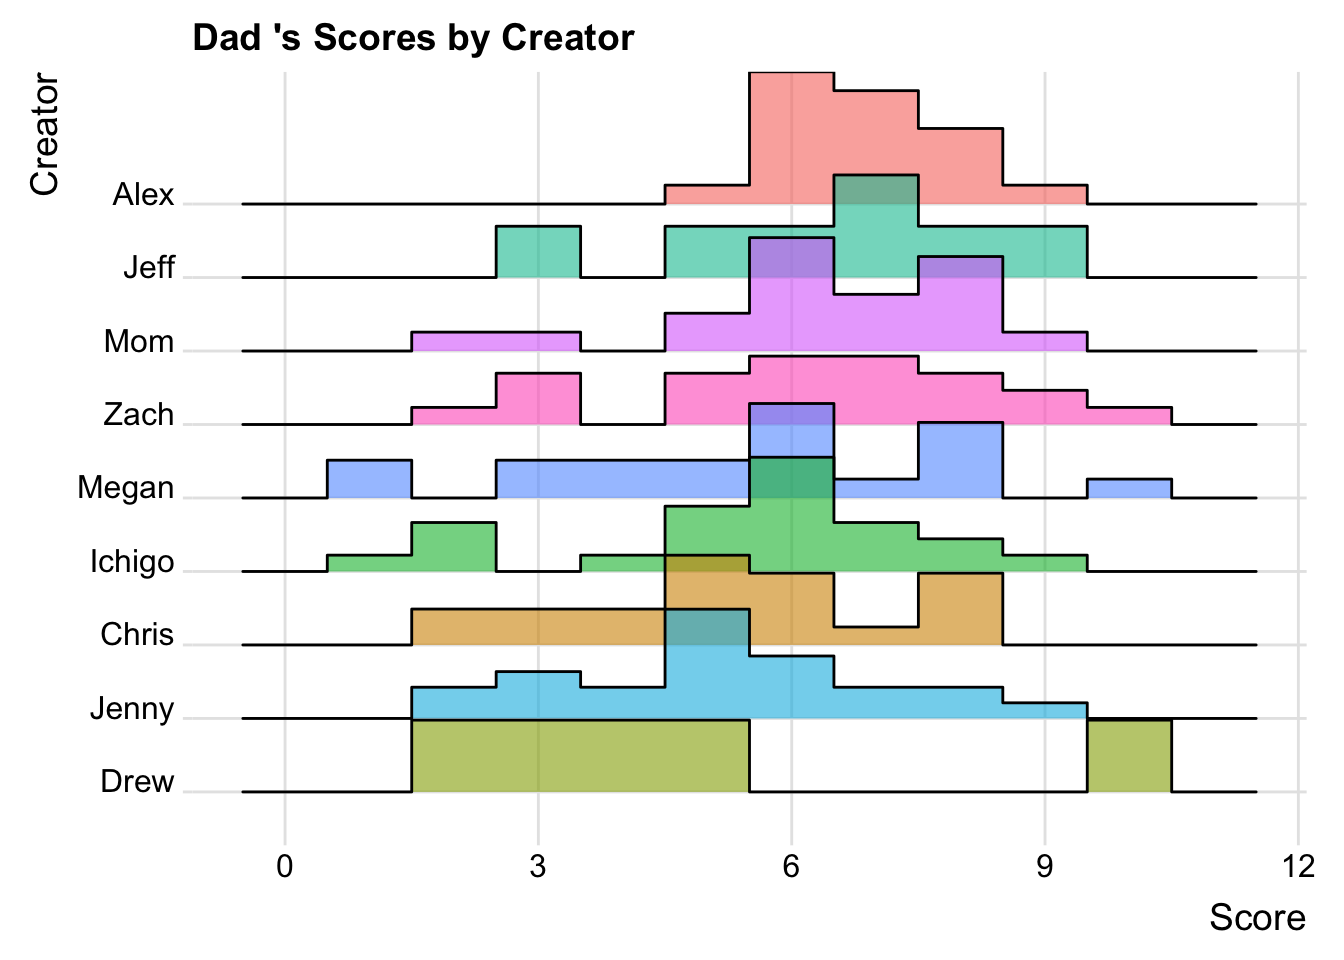 Dad 's Scores by Creator
Creator
Alex
Jeff
Mom
Zach
Megan
Ichigo
Chris
Jenny
Drew
0 3 6 9 12
Score